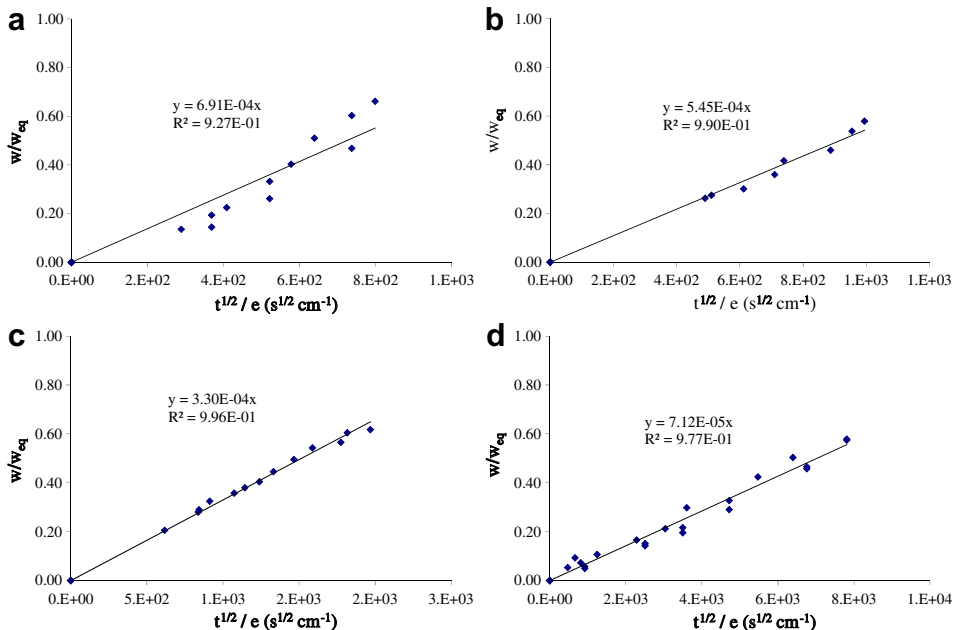 a
1.00
0.80
0.60
0.40
0.20
0.00
w/w_eq
y = 6.91E-04x
R² = 9.27E-01
0.E+00 2.E+02 4.E+02 6.E+02 8.E+02 1.E+03
t^1/2 / e (s^1/2 cm^-1)
b
1.00
0.80
0.60
0.40
0.20
0.00
w/w_eq
y = 5.45E-04x
R² = 9.90E-01
0.E+00 2.E+02 4.E+02 6.E+02 8.E+02 1.E+03 1.E+03
t^1/2 / e (s^1/2 cm^-1)
c
1.00
0.80
0.60
0.40
0.20
0.00
w/w_eq
y = 3.30E-04x
R² = 9.96E-01
0.E+00 5.E+02 1.E+03 2.E+03 2.E+03 3.E+03
t^1/2 / e (s^1/2 cm^-1)
d
1.00
0.80
0.60
0.40
0.20
0.00
w/w_eq
y = 7.12E-05x
R² = 9.77E-01
0.E+00 2.E+03 4.E+03 6.E+03 8.E+03 1.E+04
t^1/2 / e (s^1/2 cm^-1)